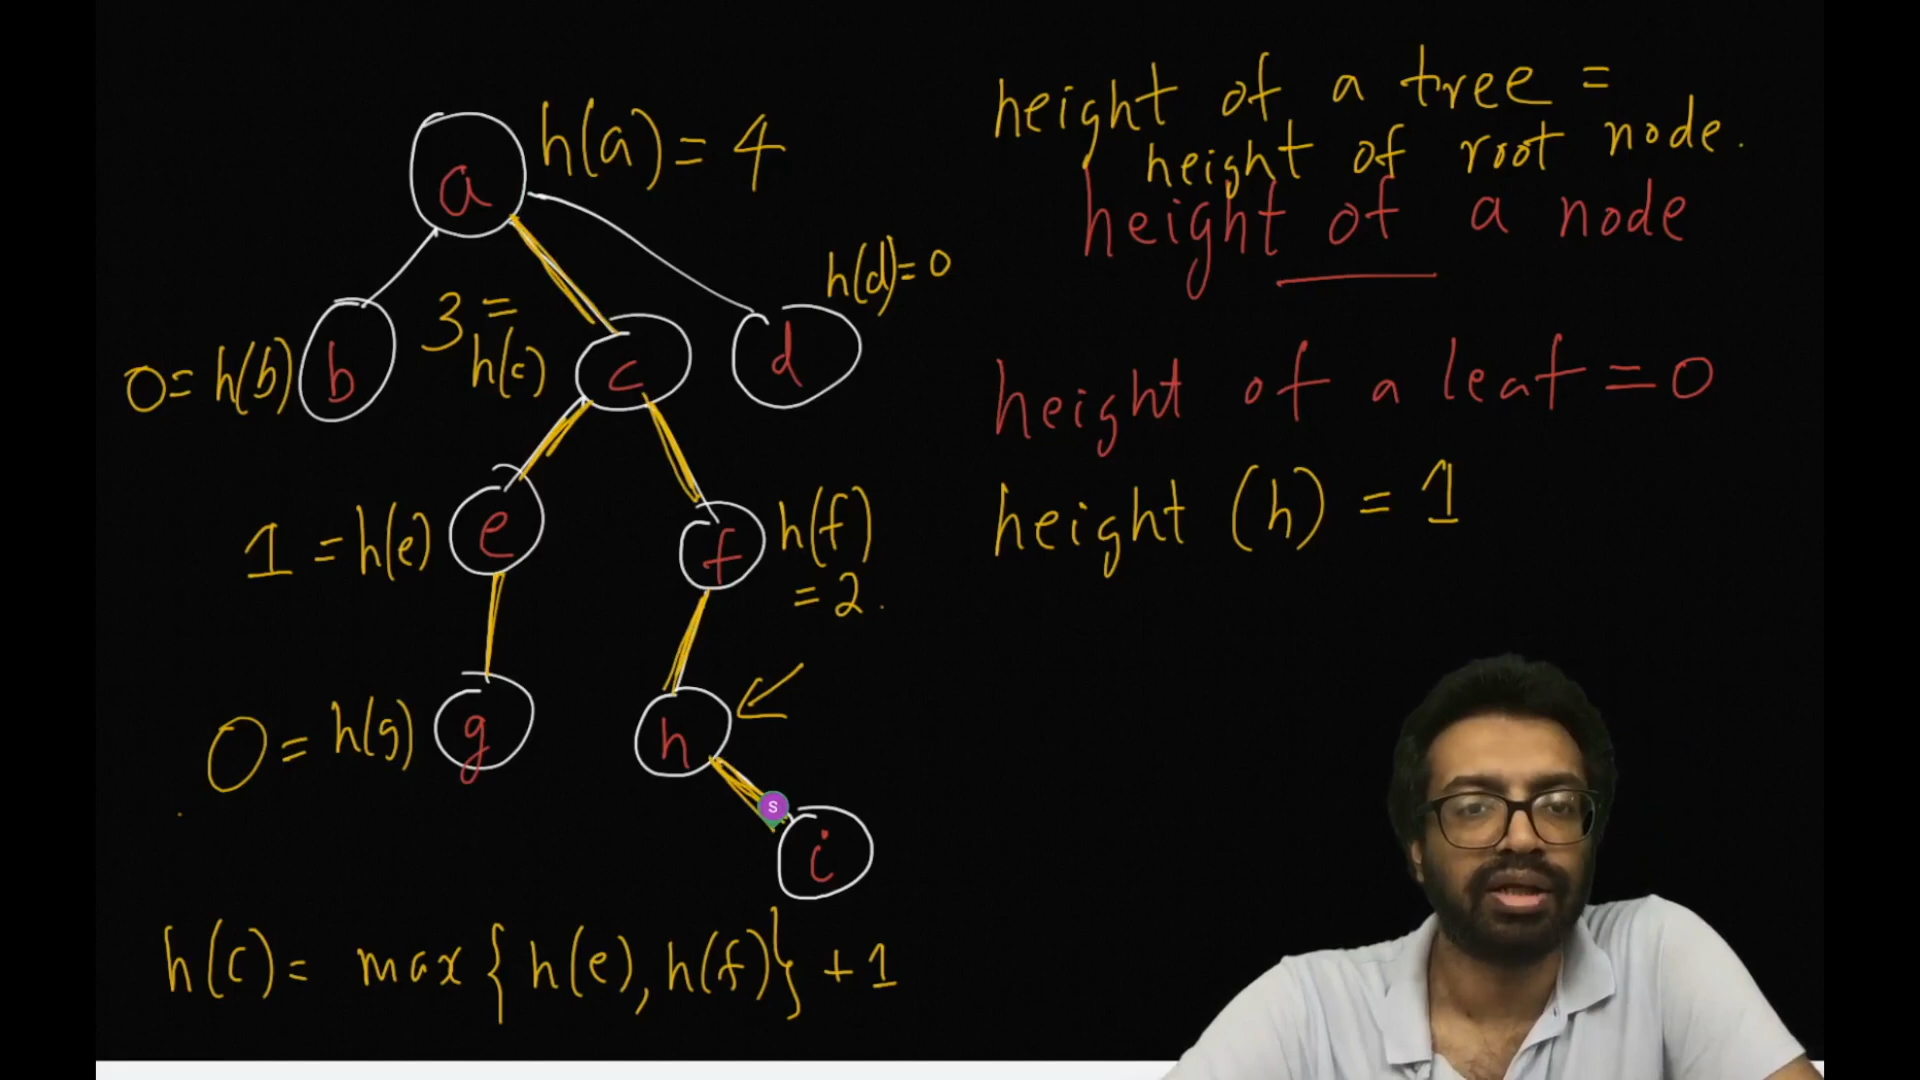 h(a) = 4
a
h(d) = 0
3 =
h(c)
0 = h(b)
b
c
d
1 = h(e)
e
f
h(f)
= 2.
0 = h(g)
g
h
S
i
h(c) = max { h(e), h(f) } + 1
height of a tree =
height of root node.
height of a node
height of a leaf = 0
height (h) = 1